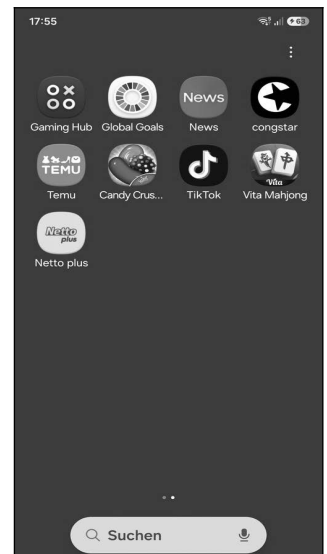 17:55
63
Gaming Hub
Global Goals
News
News
congstar
TEMU
Temu
Candy Crus...
TikTok
Vita
Vita Mahjong
Netto
plus
Netto plus
Suchen